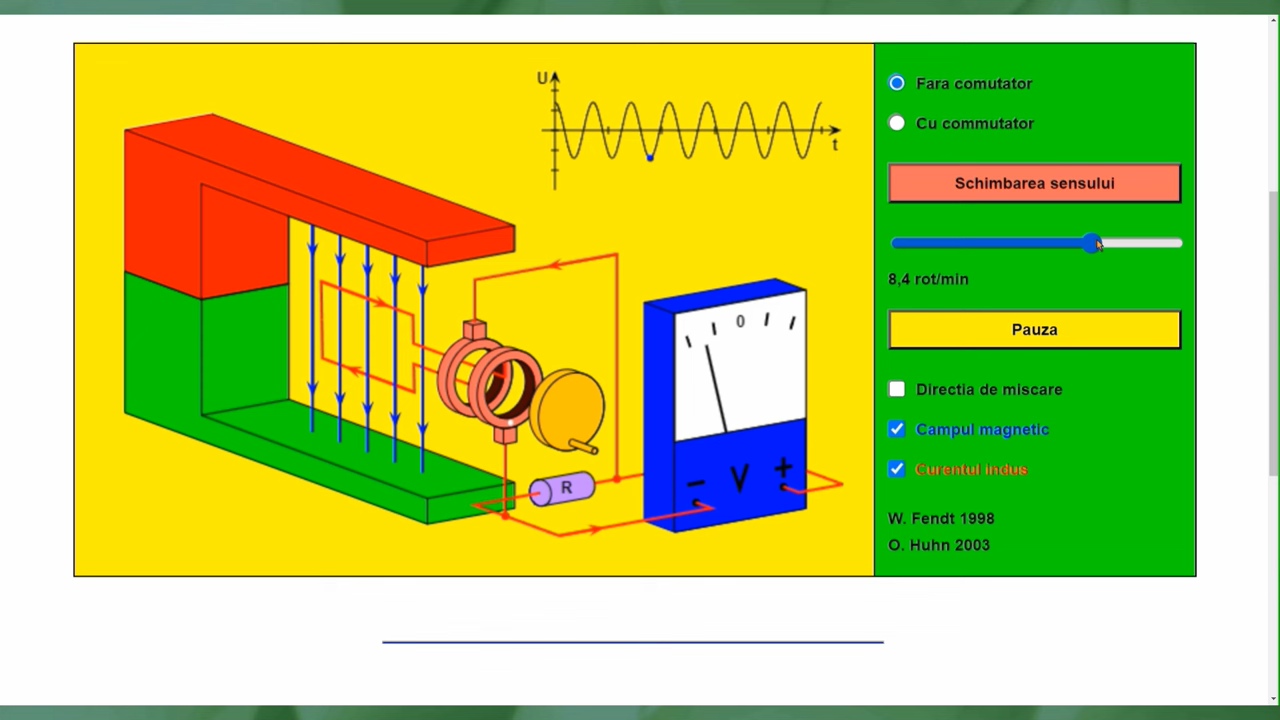 U
t
0
R
− V +
Fara comutator
Cu commutator
Schimbarea sensului
8,4 rot/min
Pauza
Directia de miscare
Campul magnetic
Curentul indus
W. Fendt 1998
O. Huhn 2003